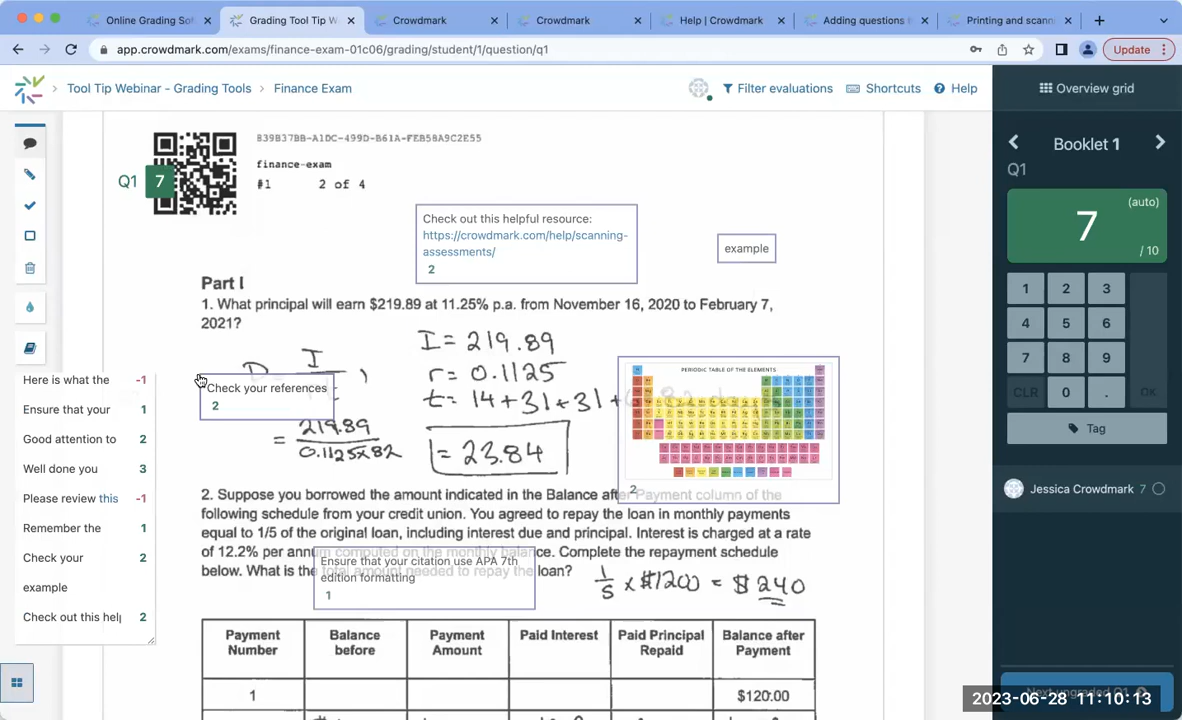 Online Grading So
Grading Tool Tip W
Crowdmark
Crowdmark
Help | Crowdmark
Adding questions
Printing and scann
app.crowdmark.com/exams/finance-exam-01c06/grading/student/1/question/q1
Update
Tool Tip Webinar - Grading Tools
Finance Exam
Filter evaluations
Shortcuts
Help
Overview grid
Booklet 1
Q1
(auto)
7
/ 10
1 2 3
4 5 6
7 8 9
CLR 0 . OK
Tag
Jessica Crowdmark 7
Q1 7
finance-exam
#1 2 of 4
Check out this helpful resource:
https://crowdmark.com/help/scanning-
assessments/
2
example
Part I
1. What principal will earn $219.89 at 11.25% p.a. from November 16, 2020 to February 7,
2021?
I = 219.89
r = 0.1125
t = 14+31+31+
Check your references
2
= 219.89
0.1125x82
= 23.84
PERIODIC TABLE OF THE ELEMENTS
2
2. Suppose you borrowed the amount indicated in the Balance after Payment column of the
following schedule from your credit union. You agreed to repay the loan in monthly payments
equal to 1/5 of the original loan, including interest due and principal. Interest is charged at a rate
of 12.2% per annum computed on the monthly balance. Complete the repayment schedule
below. What is the total amount needed to repay the loan?
Ensure that your citation use APA 7th
edition formatting
1
1/5 x $1200 = $240
Payment Number
Balance before
Payment Amount
Paid Interest
Paid Principal Repaid
Balance after Payment
1 $120.00
Here is what the -1
Ensure that your 1
Good attention to 2
Well done you 3
Please review this -1
Remember the 1
Check your 2
example
Check out this help 2
2023-06-28 11:10:13